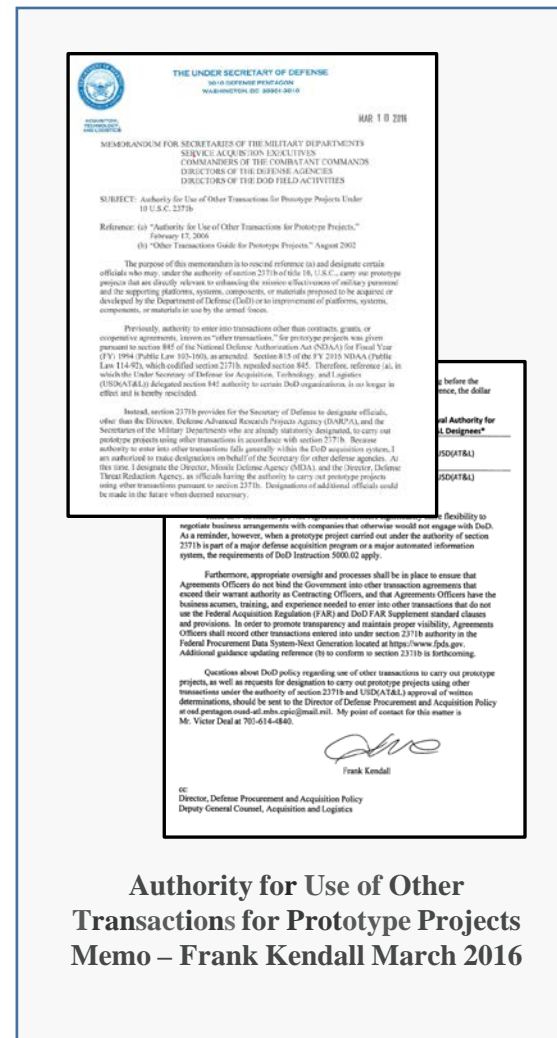 THE UNDER SECRETARY OF DEFENSE
3010 DEFENSE PENTAGON
WASHINGTON, DC 20301-3010
ACQUISITION,
TECHNOLOGY,
AND LOGISTICS
MAR 10 2016
MEMORANDUM FOR SECRETARIES OF THE MILITARY DEPARTMENTS
SERVICE ACQUISITION EXECUTIVES
COMMANDERS OF THE COMBATANT COMMANDS
DIRECTORS OF THE DEFENSE AGENCIES
DIRECTORS OF THE DOD FIELD ACTIVITIES
SUBJECT: Authority for Use of Other Transactions for Prototype Projects Under
10 U.S.C. 2371b
Reference: (a) "Authority for Use of Other Transactions for Prototype Projects,"
February 17, 2006
(b) "Other Transactions Guide for Prototype Projects," August 2002
The purpose of this memorandum is to rescind reference (a) and designate certain
officials who may, under the authority of section 2371b of title 10, U.S.C., carry out prototype
projects that are directly relevant to enhancing the mission effectiveness of military personnel
and the supporting platforms, systems, components, or materials proposed to be acquired or
developed by the Department of Defense (DoD) or to improvement of platforms, systems,
components, or materials in use by the armed forces.
Previously, authority to enter into transactions other than contracts, grants, or
cooperative agreements, known as "other transactions," for prototype projects was given
pursuant to section 845 of the National Defense Authorization Act (NDAA) for Fiscal Year
(FY) 1994 (Public Law 103-160), as amended. Section 815 of the FY 2016 NDAA (Public
Law 114-92), which codified section 2371b, repealed section 845. Therefore, reference (a), in
which the Under Secretary of Defense for Acquisition, Technology, and Logistics
(USD(AT&L)) delegated section 845 authority to certain DoD organizations, is no longer in
effect and is hereby rescinded.
Instead, section 2371b provides for the Secretary of Defense to designate officials,
other than the Director, Defense Advanced Research Projects Agency (DARPA), and the
Secretaries of the Military Departments who are already statutorily designated, to carry out
prototype projects using other transactions in accordance with section 2371b. Because
authority to enter into other transactions falls generally within the DoD acquisition system, I
am authorized to make designations on behalf of the Secretary for other defense agencies. At
this time, I designate the Director, Missile Defense Agency (MDA), and the Director, Defense
Threat Reduction Agency, as officials having the authority to carry out prototype projects
using other transactions pursuant to section 2371b. Designations of additional officials could
be made in the future when deemed necessary.
g before the
ence, the dollar
val Authority for
&L Designees*
USD(AT&L)
USD(AT&L)
flexibility to
negotiate business arrangements with companies that otherwise would not engage with DoD.
As a reminder, however, when a prototype project carried out under the authority of section
2371b is part of a major defense acquisition program or a major automated information
system, the requirements of DoD Instruction 5000.02 apply.
Furthermore, appropriate oversight and processes shall be in place to ensure that
Agreements Officers do not bind the Government into other transaction agreements that
exceed their warrant authority as Contracting Officers, and that Agreements Officers have the
business acumen, training, and experience needed to enter into other transactions that do not
use the Federal Acquisition Regulation (FAR) and DoD FAR Supplement standard clauses
and provisions. In order to promote transparency and maintain proper visibility, Agreements
Officers shall record other transactions entered into under section 2371b authority in the
Federal Procurement Data System-Next Generation located at https://www.fpds.gov.
Additional guidance updating reference (b) to conform to section 2371b is forthcoming.
Questions about DoD policy regarding use of other transactions to carry out prototype
projects, as well as requests for designation to carry out prototype projects using other
transactions under the authority of section 2371b and USD(AT&L) approval of written
determinations, should be sent to the Director of Defense Procurement and Acquisition Policy
at osd.pentagon.ousd-atl.mbx.cpic@mail.mil. My point of contact for this matter is
Mr. Victor Deal at 703-614-4840.
Frank Kendall
cc:
Director, Defense Procurement and Acquisition Policy
Deputy General Counsel, Acquisition and Logistics
Authority for Use of Other
Transactions for Prototype Projects
Memo – Frank Kendall March 2016